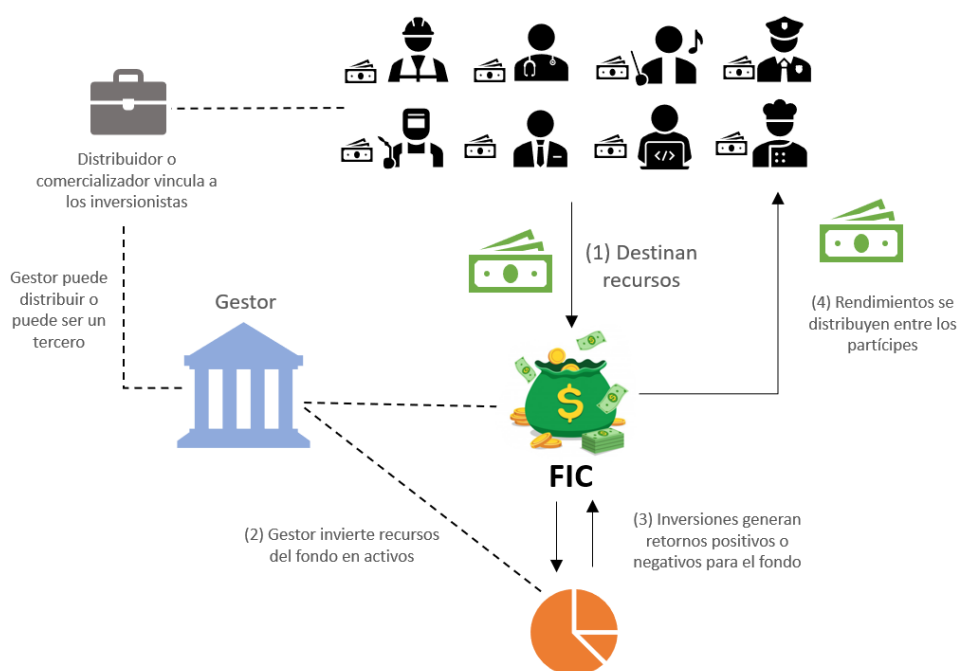 Distribuidor o
comercializador vincula a
los inversionistas
Gestor puede
distribuir o
puede ser un
tercero
Gestor
(1) Destinan
recursos
(4) Rendimientos se
distribuyen entre los
partícipes
$
FIC
(2) Gestor invierte recursos
del fondo en activos
(3) Inversiones generan
retornos positivos o
negativos para el fondo